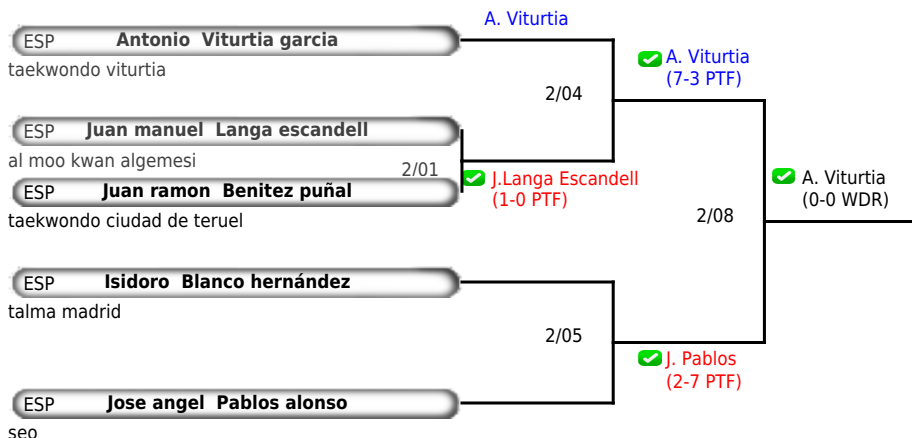 A. Viturtia
ESP Antonio Viturtia garcia
taekwondo viturtia
A. Viturtia
(7-3 PTF)
2/04
ESP Juan manuel Langa escandell
al moo kwan algemesi
2/01
J.Langa Escandell
(1-0 PTF)
ESP Juan ramon Benitez puñal
taekwondo ciudad de teruel
A. Viturtia
(0-0 WDR)
2/08
ESP Isidoro Blanco hernández
talma madrid
2/05
J. Pablos
(2-7 PTF)
ESP Jose angel Pablos alonso
seo